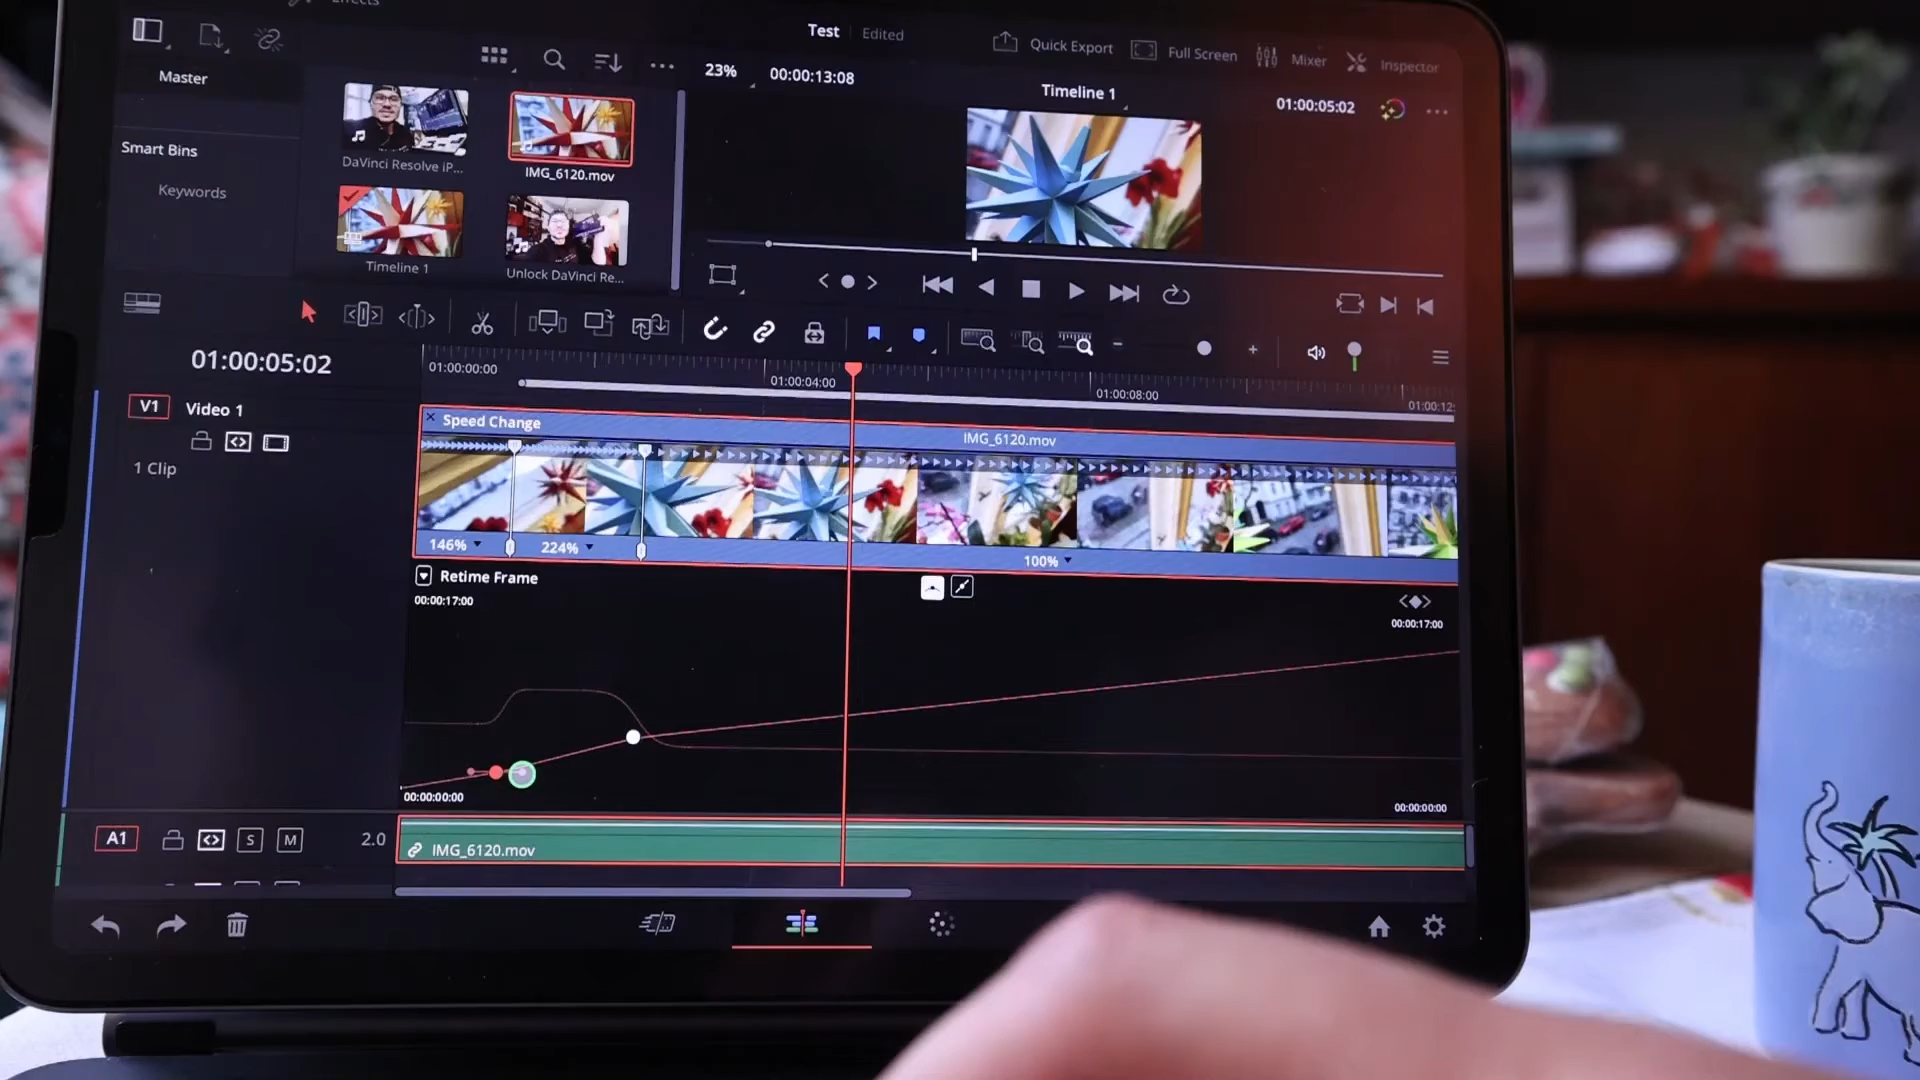 Effects
Test Edited
Quick Export
Full Screen
Mixer
Inspector
Master
Smart Bins
Keywords
DaVinci Resolve iP...
IMG_6120.mov
Timeline 1
Unlock DaVinci Re...
23%
00:00:13:08
Timeline 1
01:00:05:02
01:00:05:02
01:00:00:00
01:00:04:00
01:00:08:00
01:00:12:
V1 Video 1
1 Clip
Speed Change
IMG_6120.mov
146%
224%
100%
Retime Frame
00:00:17:00
00:00:17:00
00:00:00:00
00:00:00:00
A1 S M 2.0
IMG_6120.mov